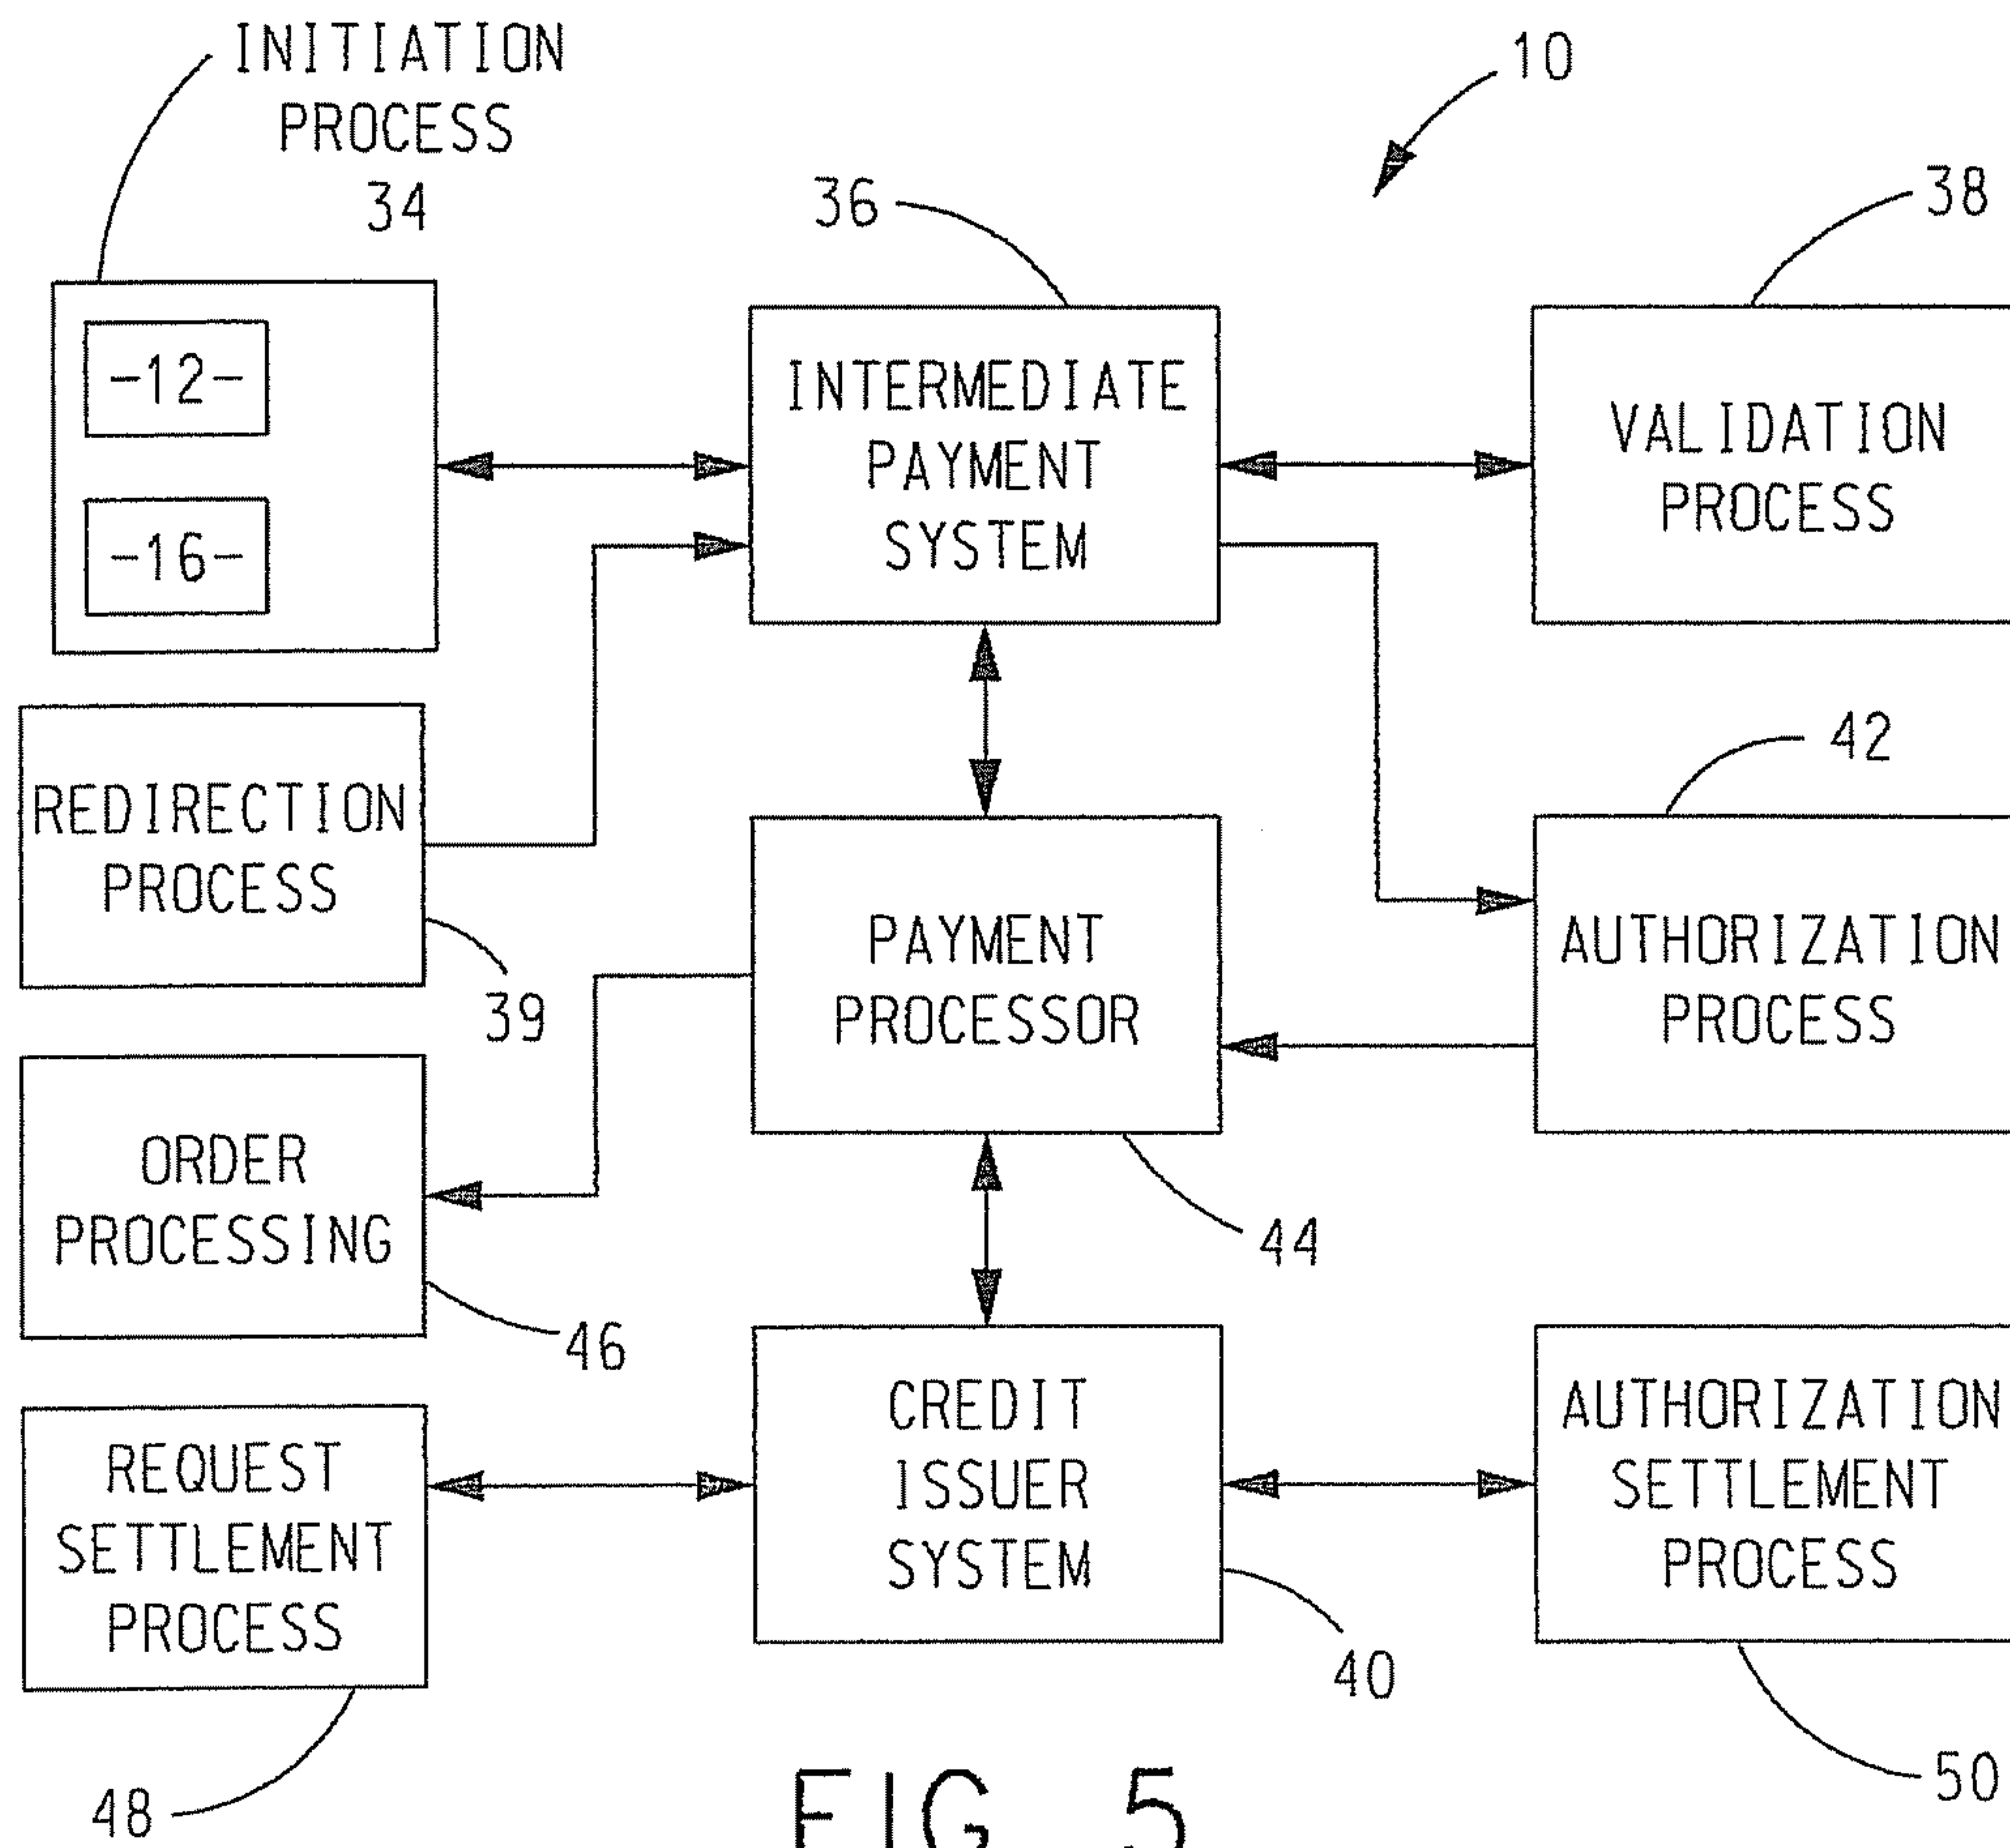 INITIATION
PROCESS
34
10
36
38
-12-
-16-
INTERMEDIATE
PAYMENT
SYSTEM
VALIDATION
PROCESS
REDIRECTION
PROCESS
39
42
PAYMENT
PROCESSOR
AUTHORIZATION
PROCESS
ORDER
PROCESSING
46
44
REQUEST
SETTLEMENT
PROCESS
48
CREDIT
ISSUER
SYSTEM
40
AUTHORIZATION
SETTLEMENT
PROCESS
50
FIG 5